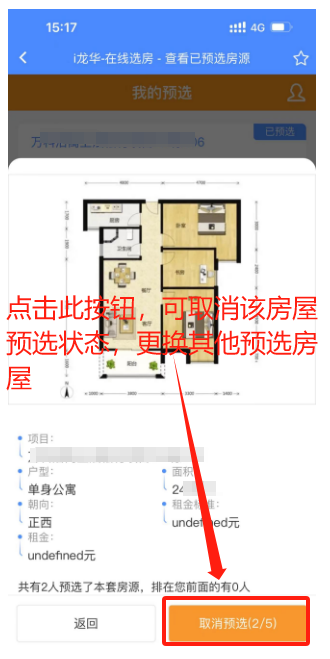 15:17
4G
i龙华-在线选房 - 查看已预选房源
我的预选
已预选
6
点击此按钮，可取消该房屋
预选状态，更换其他预选房
屋
项目:
户型:
面积
单身公寓
24
朝向:
租金标准:
正西
undefined元
租金:
undefined元
共有2人预选了本套房源，排在您前面的有0人
返回
取消预选(2/5)